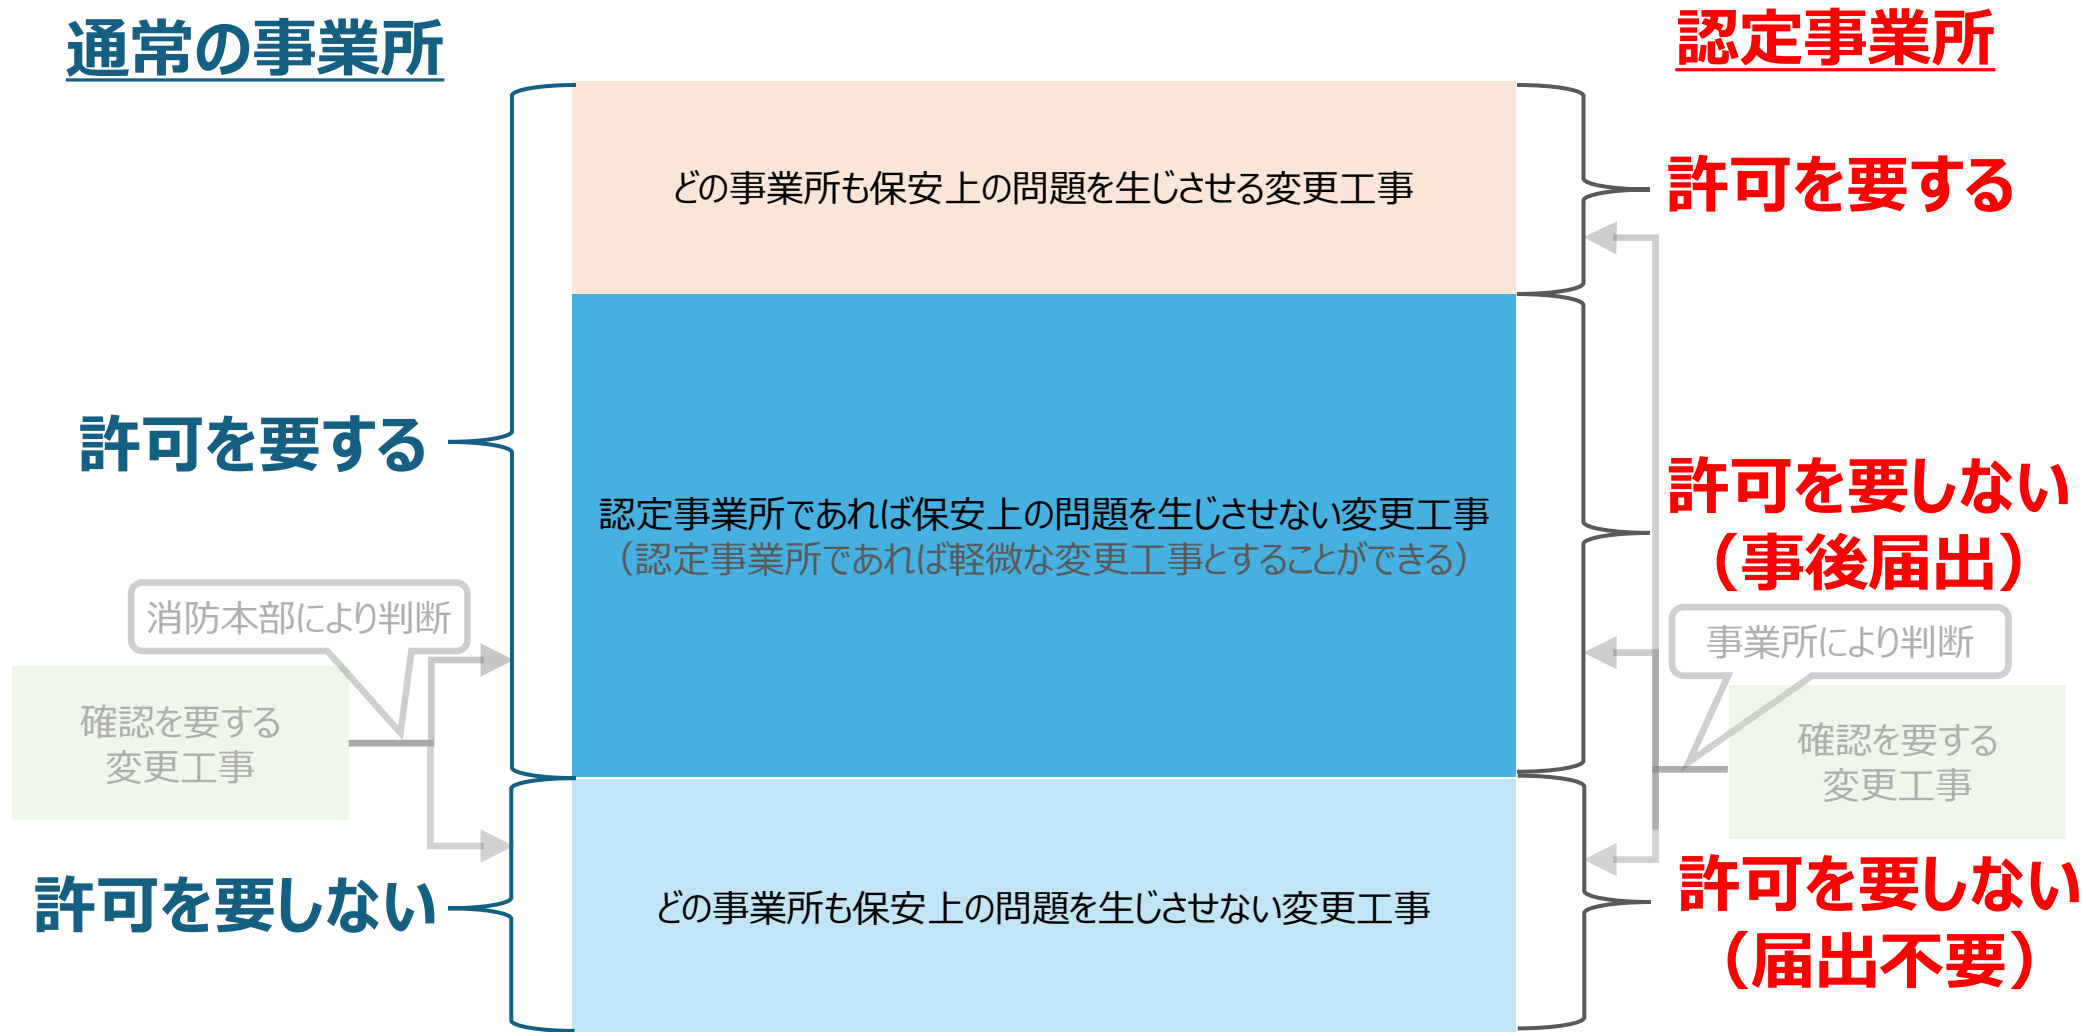 通常の事業所
認定事業所
どの事業所も保安上の問題を生じさせる変更工事
許可を要する
許可を要する
認定事業所であれば保安上の問題を生じさせない変更工事
（認定事業所であれば軽微な変更工事とすることができる）
許可を要しない
（事後届出）
消防本部により判断
事業所により判断
確認を要する
変更工事
確認を要する
変更工事
許可を要しない
どの事業所も保安上の問題を生じさせない変更工事
許可を要しない
（届出不要）